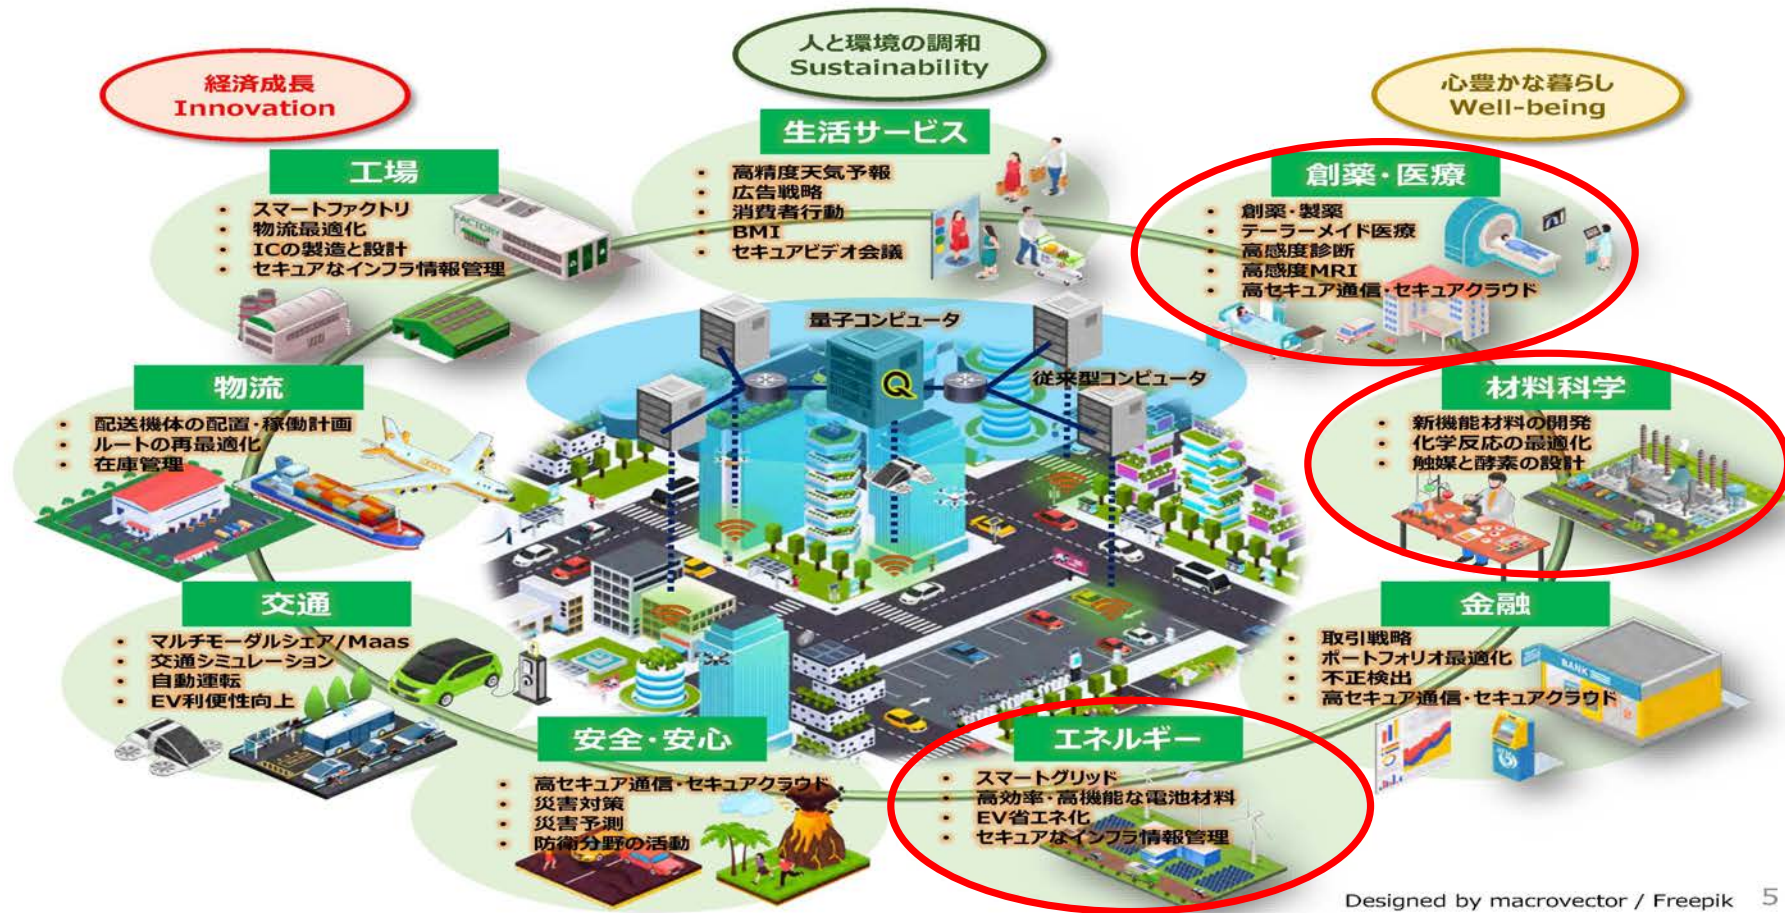 人と環境の調和
Sustainability
経済成長
Innovation
心豊かな暮らし
Well-being
生活サービス
・ 高精度天気予報
・ 広告戦略
・ 消費者行動
・ BMI
・ セキュアビデオ会議
工場
・ スマートファクトリ
・ 物流最適化
・ ICの製造と設計
・ セキュアなインフラ情報管理
FACTORY
創薬・医療
・ 創薬・製薬
・ テーラーメイド医療
・ 高感度診断
・ 高感度MRI
・ 高セキュア通信・セキュアクラウド
量子コンピュータ
Q
従来型コンピュータ
物流
・ 配送機体の配置・稼働計画
・ ルートの再最適化
・ 在庫管理
材料科学
・ 新機能材料の開発
・ 化学反応の最適化
・ 触媒と酵素の設計
交通
・ マルチモーダルシェア/Maas
・ 交通シミュレーション
・ 自動運転
・ EV利便性向上
金融
・ 取引戦略
・ ポートフォリオ最適化
・ 不正検出
・ 高セキュア通信・セキュアクラウド
BANK
安全・安心
・ 高セキュア通信・セキュアクラウド
・ 災害対策
・ 災害予測
・ 防衛分野の活動
エネルギー
・ スマートグリッド
・ 高効率・高機能な電池材料
・ EV省エネ化
・ セキュアなインフラ情報管理
Designed by macrovector / Freepik
5